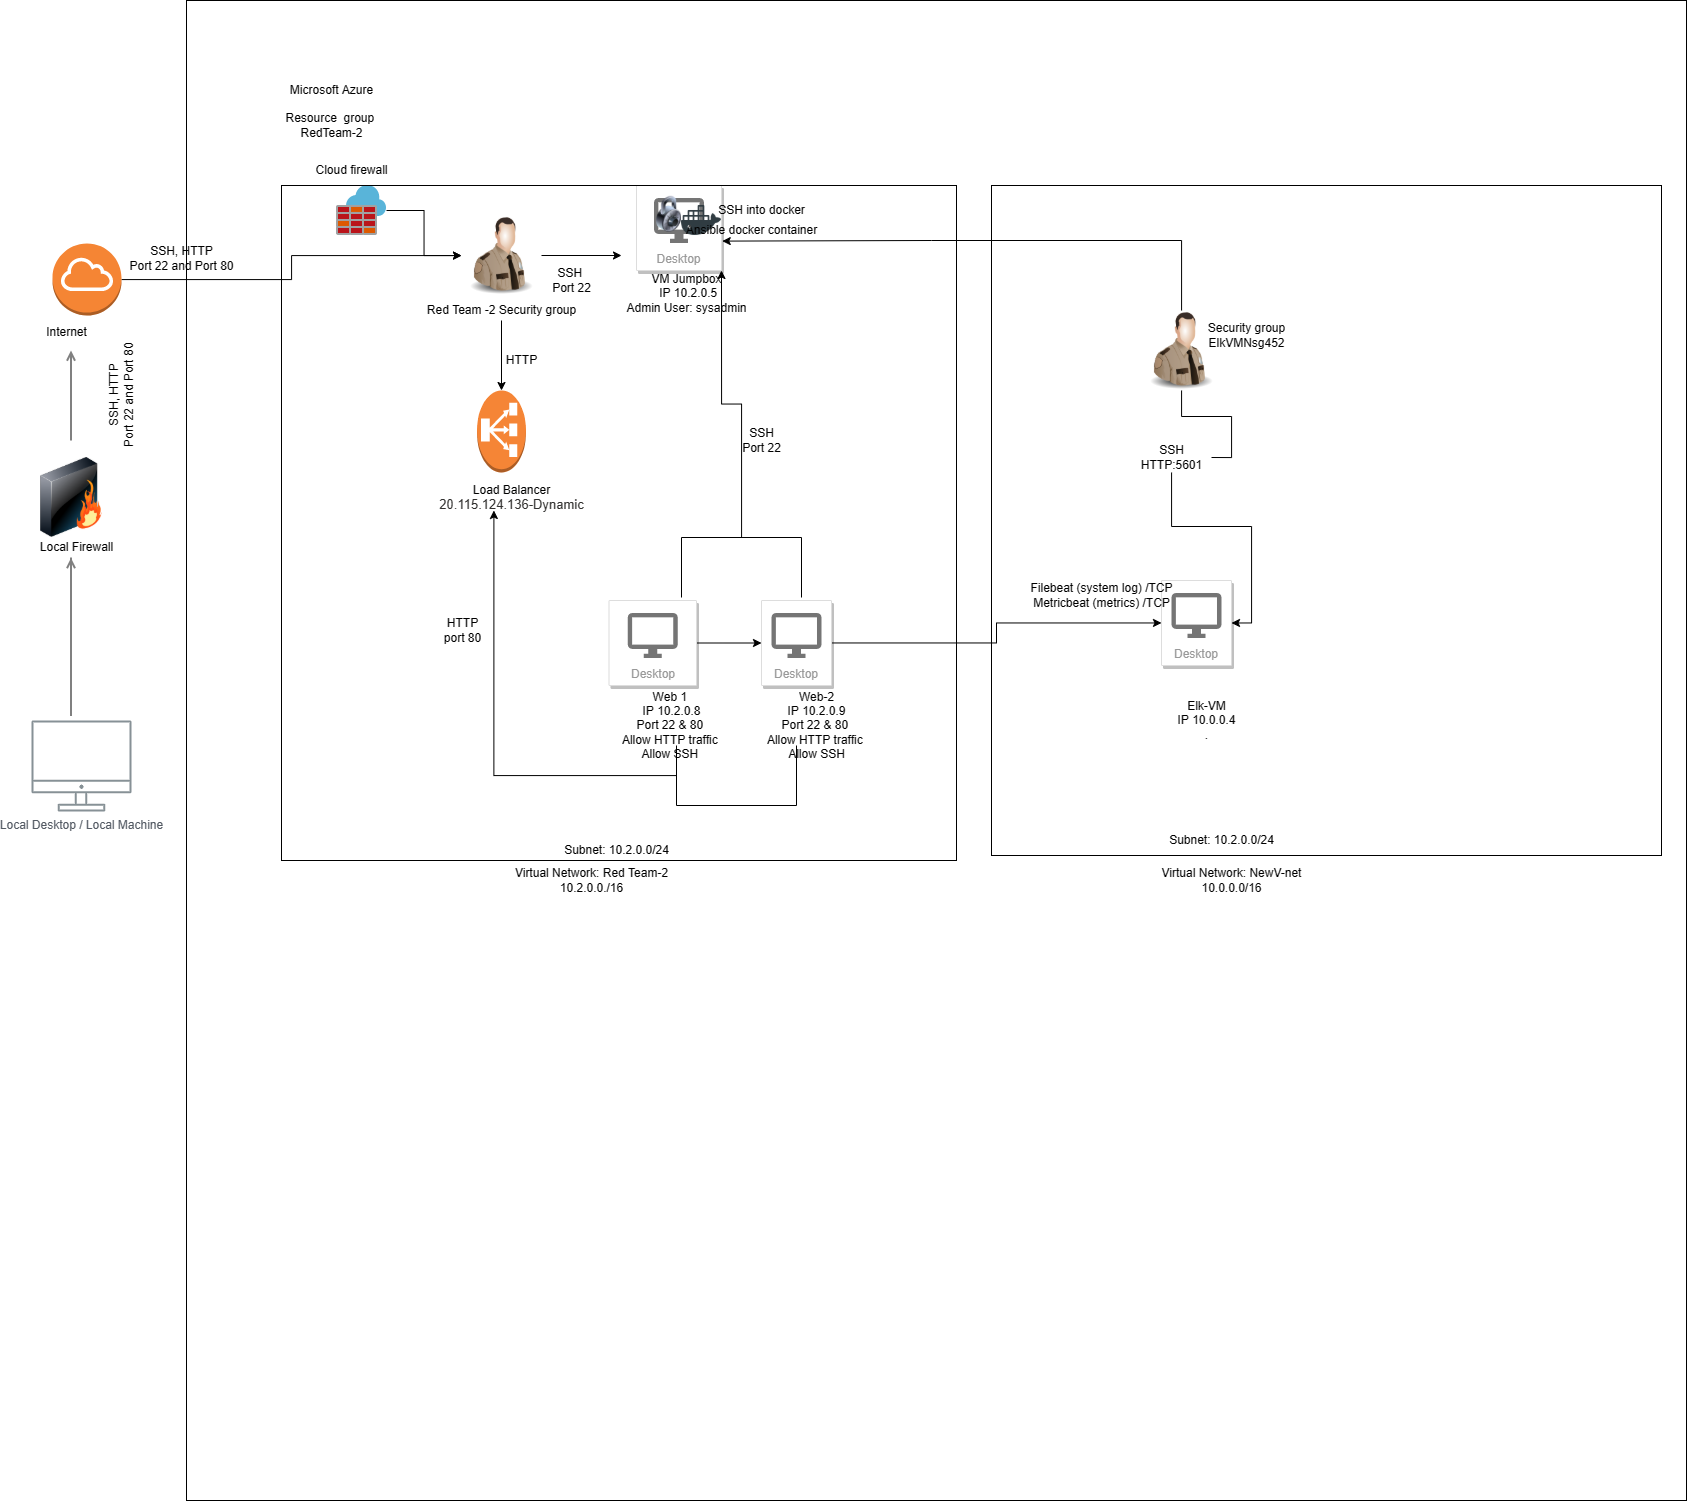 Microsoft Azure
Resource group
RedTeam-2
Cloud firewall
SSH, HTTP
Port 22 and Port 80
Internet
SSH, HTTP
Port 22 and Port 80
Local Firewall
Local Desktop / Local Machine
Red Team -2 Security group
SSH
Port 22
SSH into docker
Ansible docker container
Desktop
VM Jumpbox
IP 10.2.0.5
Admin User: sysadmin
HTTP
Load Balancer
20.115.124.136-Dynamic
SSH
Port 22
HTTP
port 80
Desktop
Web 1
IP 10.2.0.8
Port 22 & 80
Allow HTTP traffic
Allow SSH
Desktop
Web-2
IP 10.2.0.9
Port 22 & 80
Allow HTTP traffic
Allow SSH
Subnet: 10.2.0.0/24
Virtual Network: Red Team-2
10.2.0.0./16
Security group
ElkVMNsg452
SSH
HTTP:5601
Filebeat (system log) /TCP
Metricbeat (metrics) /TCP
Desktop
Elk-VM
IP 10.0.0.4
.
Subnet: 10.2.0.0/24
Virtual Network: NewV-net
10.0.0.0/16